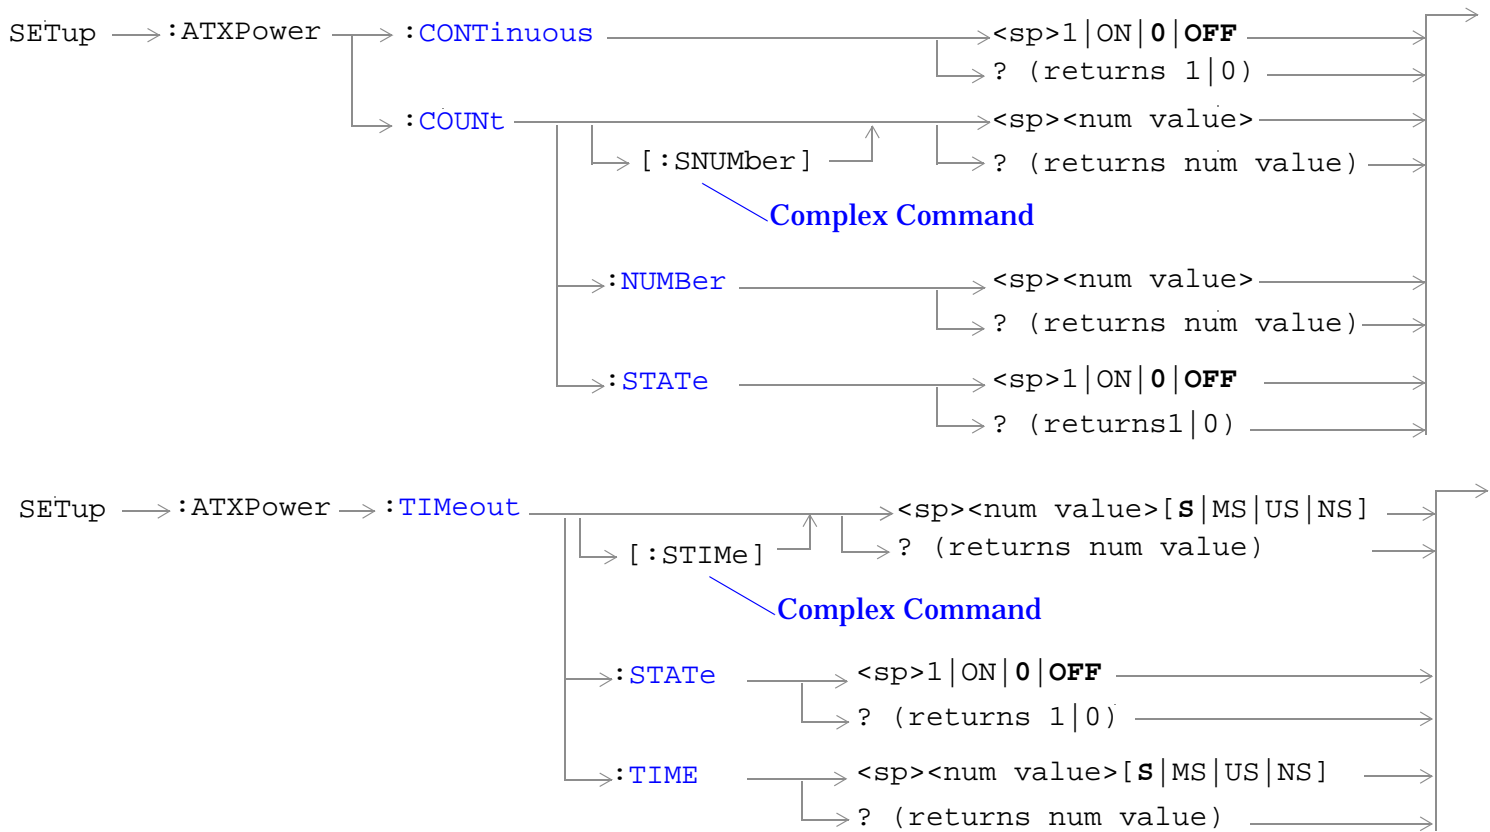 SETup :ATXPower :CONTinuous <sp>1|ON|0|OFF
? (returns 1|0)
:COUNt <sp><num value>
[:SNUMber] ? (returns num value)
Complex Command
:NUMBer <sp><num value>
? (returns num value)
:STATe <sp>1|ON|0|OFF
? (returns1|0)
SETup :ATXPower :TIMeout <sp><num value>[S|MS|US|NS]
[:STIMe] ? (returns num value)
Complex Command
:STATe <sp>1|ON|0|OFF
? (returns 1|0)
:TIME <sp><num value>[S|MS|US|NS]
? (returns num value)